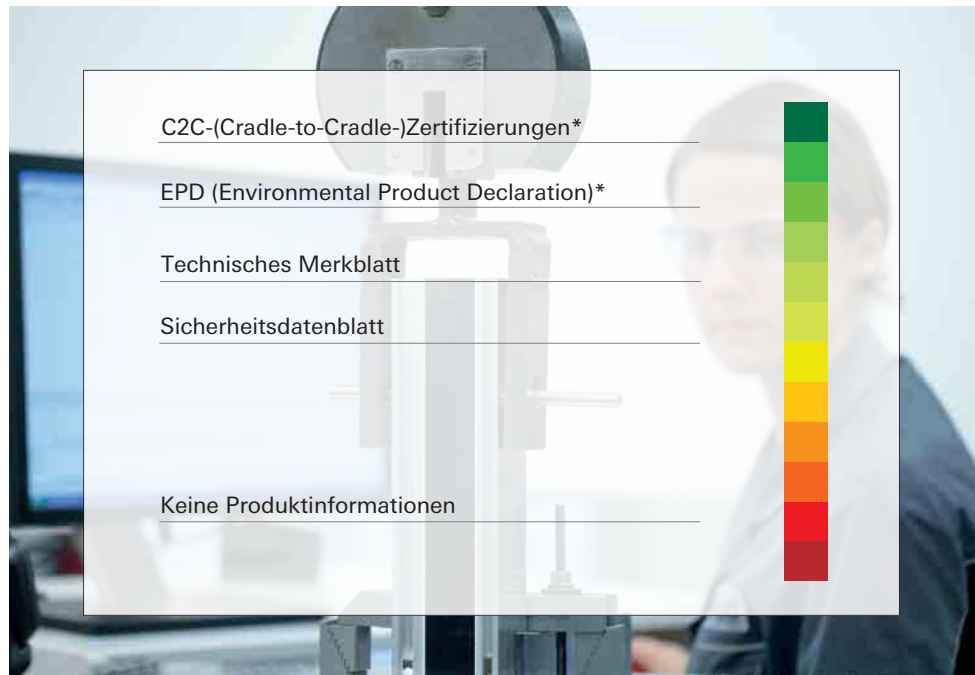 C2C-(Cradle-to-Cradle-)Zertifizierungen*
EPD (Environmental Product Declaration)*
Technisches Merkblatt
Sicherheitsdatenblatt
Keine Produktinformationen